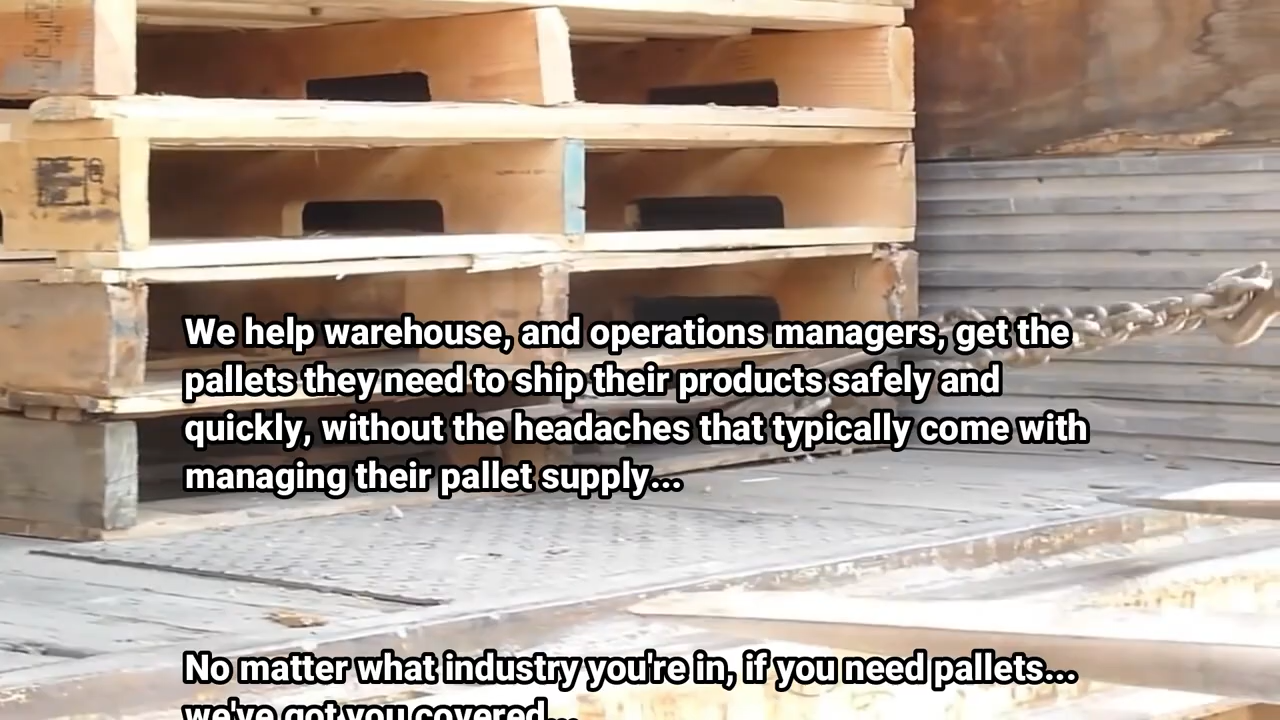 We help warehouse, and operations managers, get the
pallets they need to ship their products safely and
quickly, without the headaches that typically come with
managing their pallet supply...
No matter what industry you're in, if you need pallets...
we've got you covered...